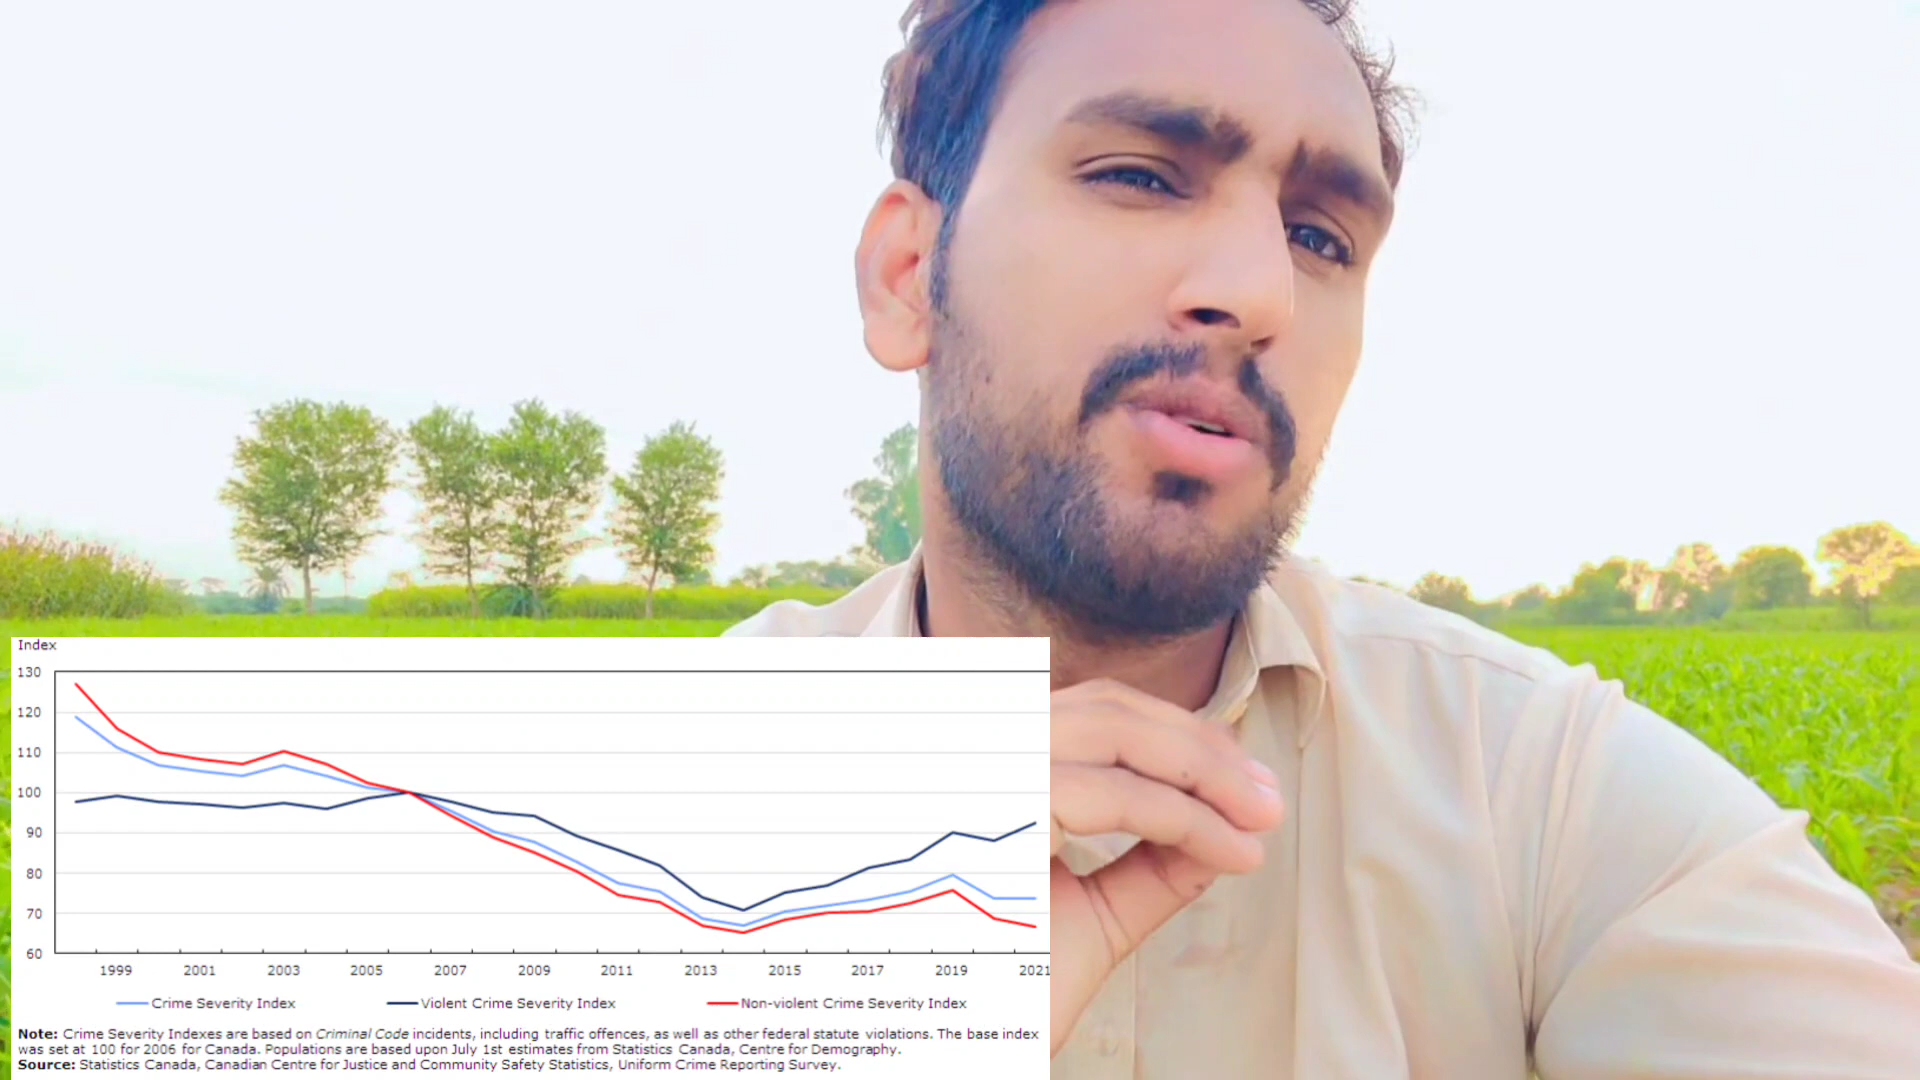 Index
130
120
110
100
90
80
70
60
1999 2001 2003 2005 2007 2009 2011 2013 2015 2017 2019 2021
Crime Severity Index Violent Crime Severity Index Non-violent Crime Severity Index
Note: Crime Severity Indexes are based on Criminal Code incidents, including traffic offences, as well as other federal statute violations. The base index
was set at 100 for 2006 for Canada. Populations are based upon July 1st estimates from Statistics Canada, Centre for Demography.
Source: Statistics Canada, Canadian Centre for Justice and Community Safety Statistics, Uniform Crime Reporting Survey.